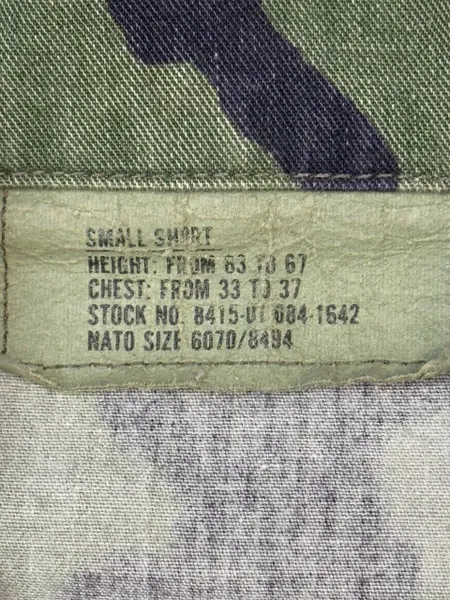 SMALL SHORT
HEIGHT: FROM 63 TO 67
CHEST: FROM 33 TO 37
STOCK NO. 8415-01 084-1642
NATO SIZE 6070/8494